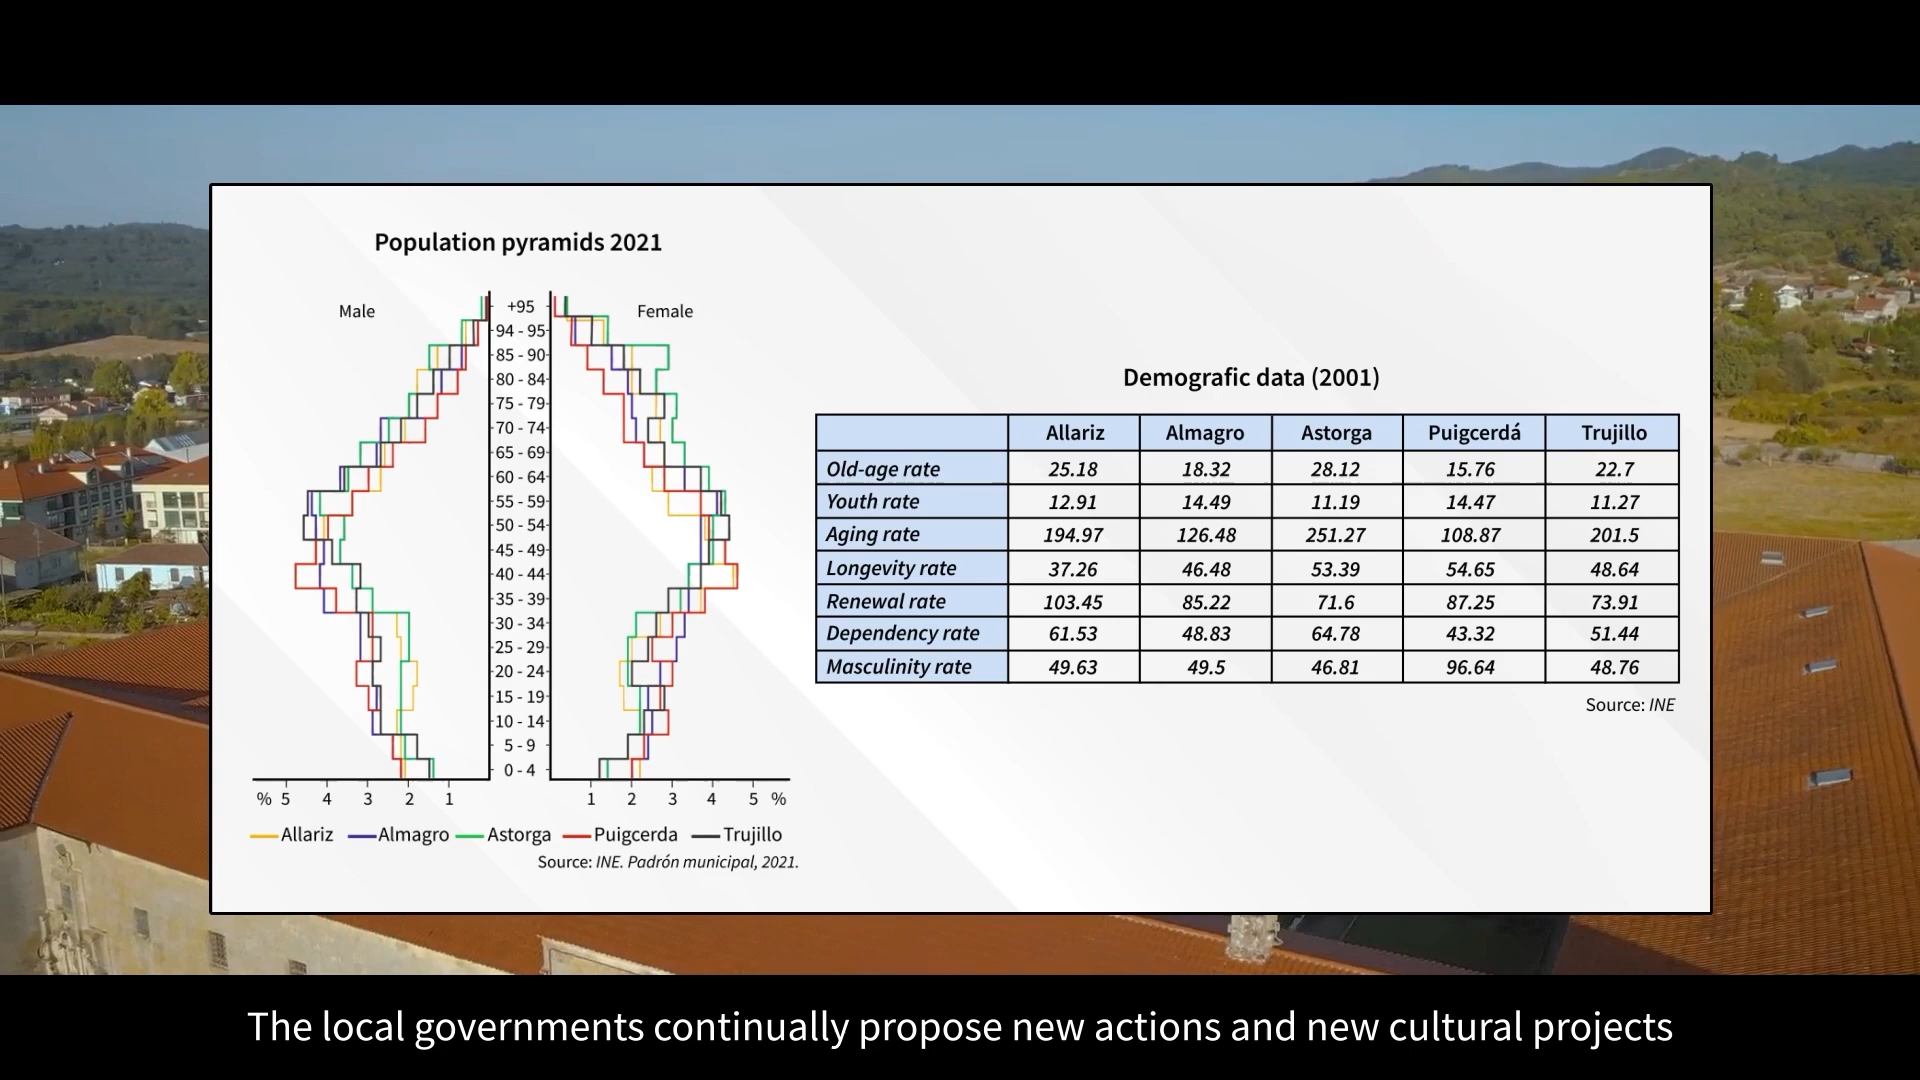 Population pyramids 2021
Male
Female
+95
94 - 95
85 - 90
80 - 84
75 - 79
70 - 74
65 - 69
60 - 64
55 - 59
50 - 54
45 - 49
40 - 44
35 - 39
30 - 34
25 - 29
20 - 24
15 - 19
10 - 14
5 - 9
0 - 4
% 5 4 3 2 1
1 2 3 4 5 %
Allariz Almagro Astorga Puigcerda Trujillo
Source: INE. Padrón municipal, 2021.
Demografic data (2001)
Allariz Almagro Astorga Puigcerdá Trujillo
Old-age rate 25.18 18.32 28.12 15.76 22.7
Youth rate 12.91 14.49 11.19 14.47 11.27
Aging rate 194.97 126.48 251.27 108.87 201.5
Longevity rate 37.26 46.48 53.39 54.65 48.64
Renewal rate 103.45 85.22 71.6 87.25 73.91
Dependency rate 61.53 48.83 64.78 43.32 51.44
Masculinity rate 49.63 49.5 46.81 96.64 48.76
Source: INE
The local governments continually propose new actions and new cultural projects